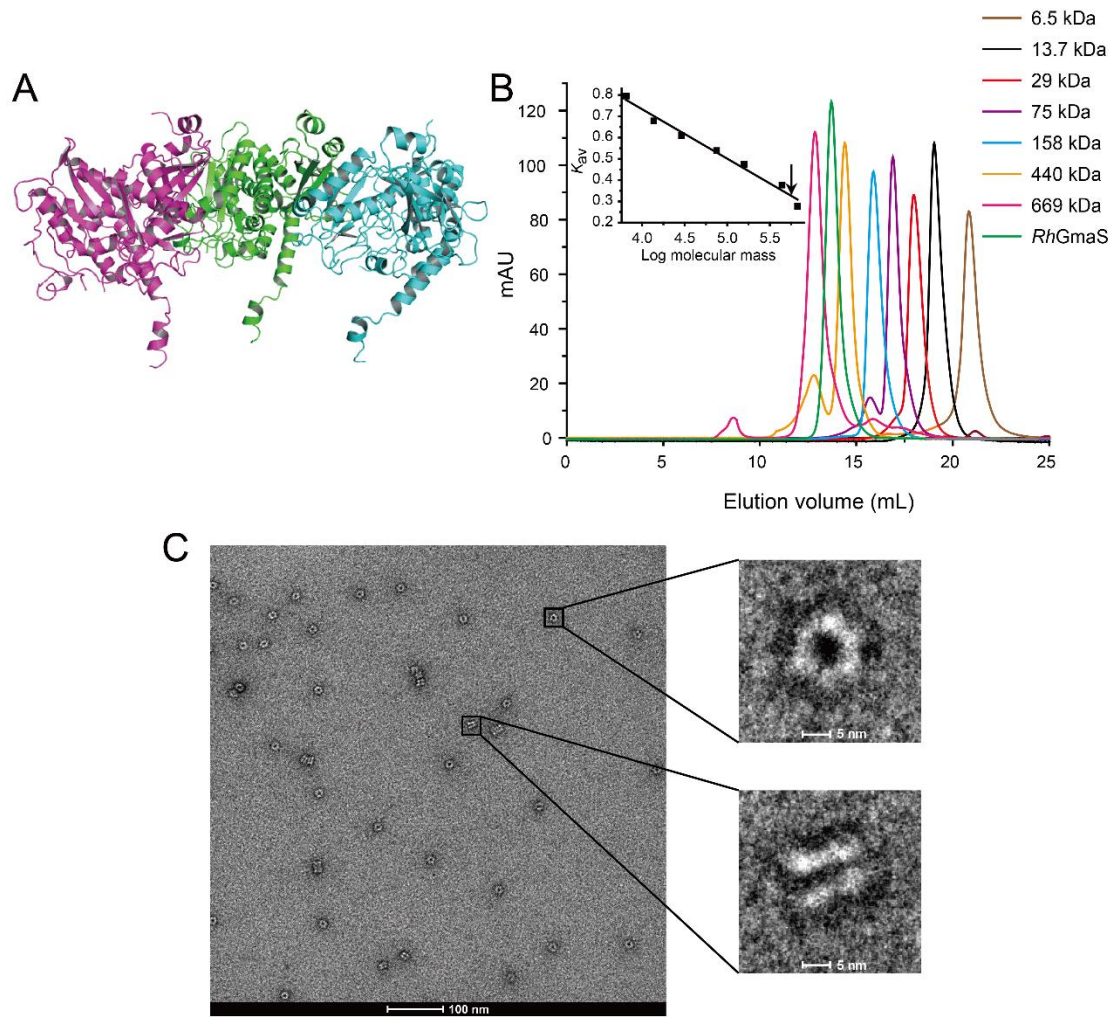 A
B
6.5 kDa
13.7 kDa
29 kDa
75 kDa
158 kDa
440 kDa
669 kDa
RhGmaS
mAU
120
100
80
60
40
20
0
0 5 10 15 20 25
Elution volume (mL)
Kav
0.8
0.7
0.6
0.5
0.4
0.3
0.2
4.0 4.5 5.0 5.5
Log molecular mass
C
100 nm
5 nm
5 nm